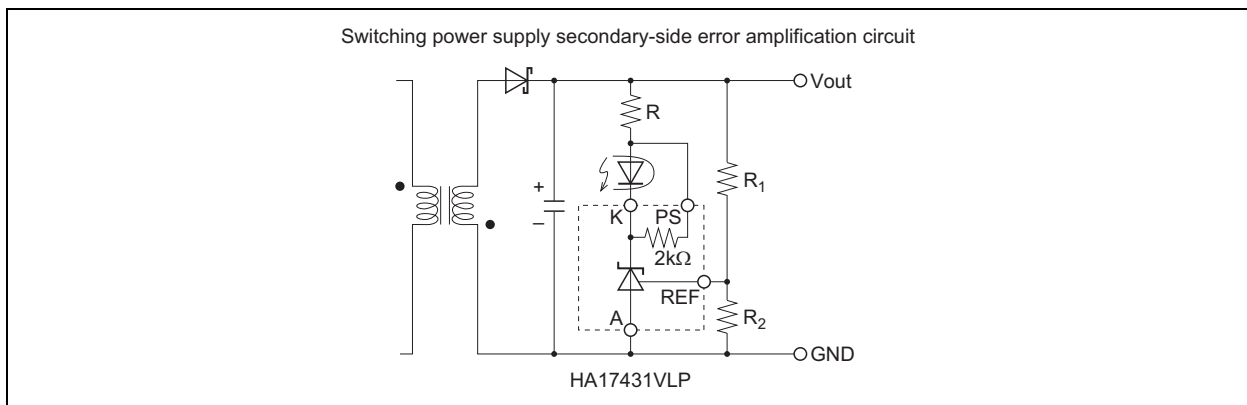 Switching power supply secondary-side error amplification circuit
Vout
R
+
–
K
PS
R1
2kΩ
REF
A
R2
GND
HA17431VLP